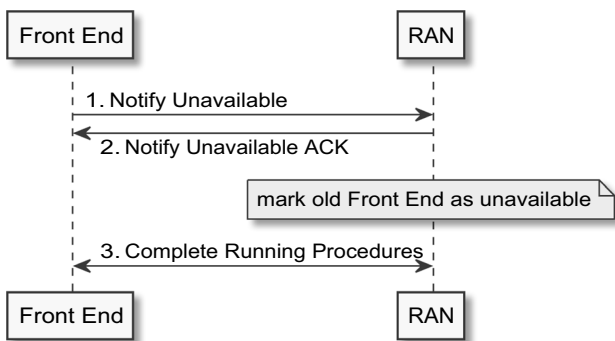 Front End
RAN
1. Notify Unavailable
2. Notify Unavailable ACK
mark old Front End as unavailable
3. Complete Running Procedures
Front End
RAN